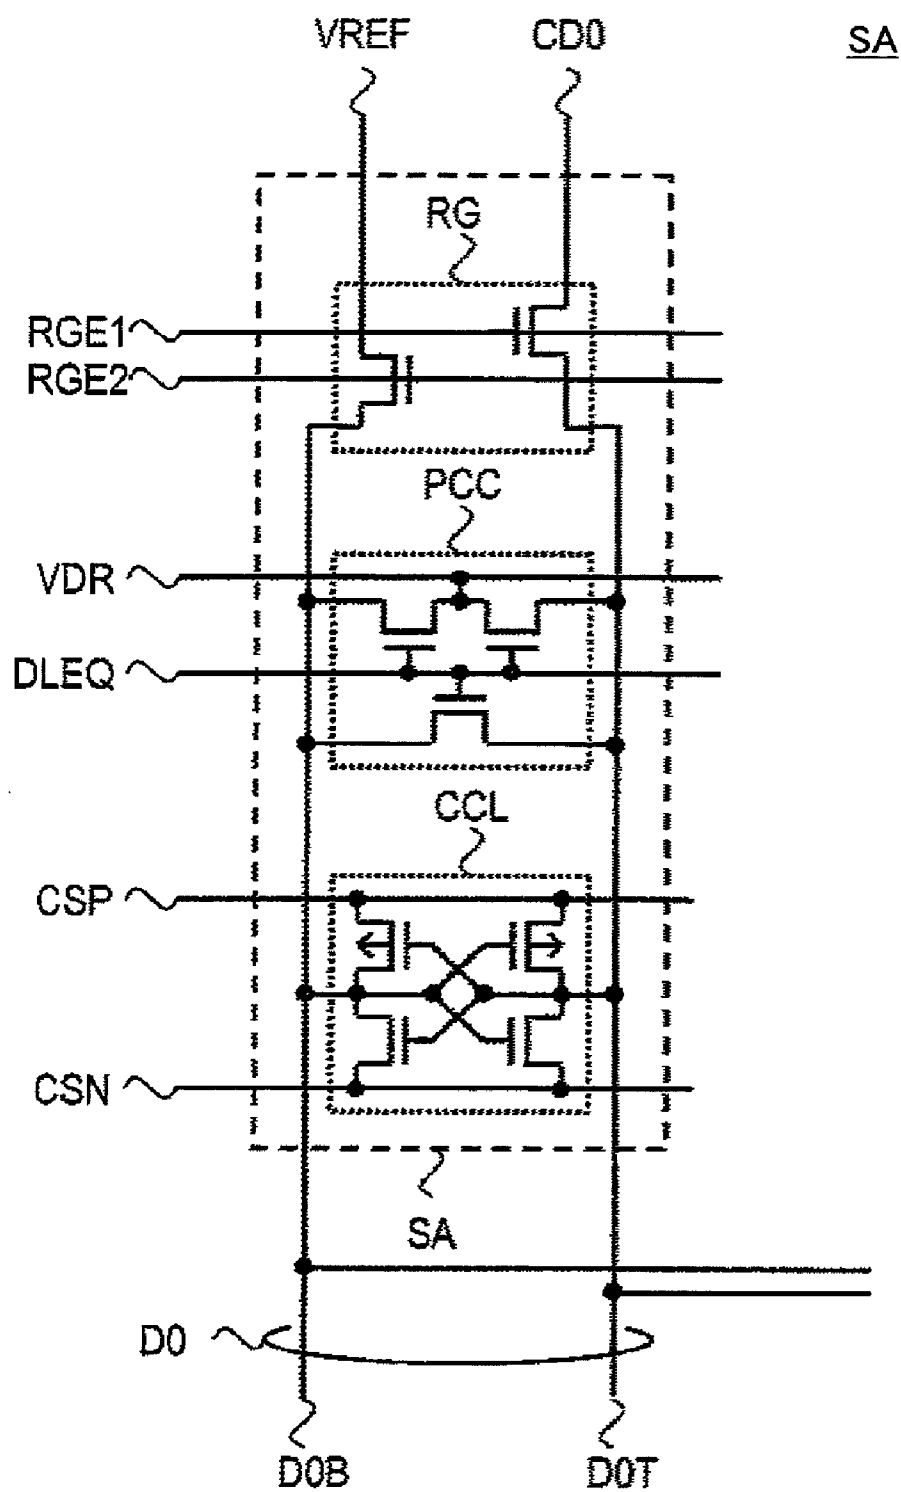 VREF CD0 SA
RG
RGE1
RGE2
PCC
VDR
DLEQ
CCL
CSP
CSN
SA
D0
D0B D0T